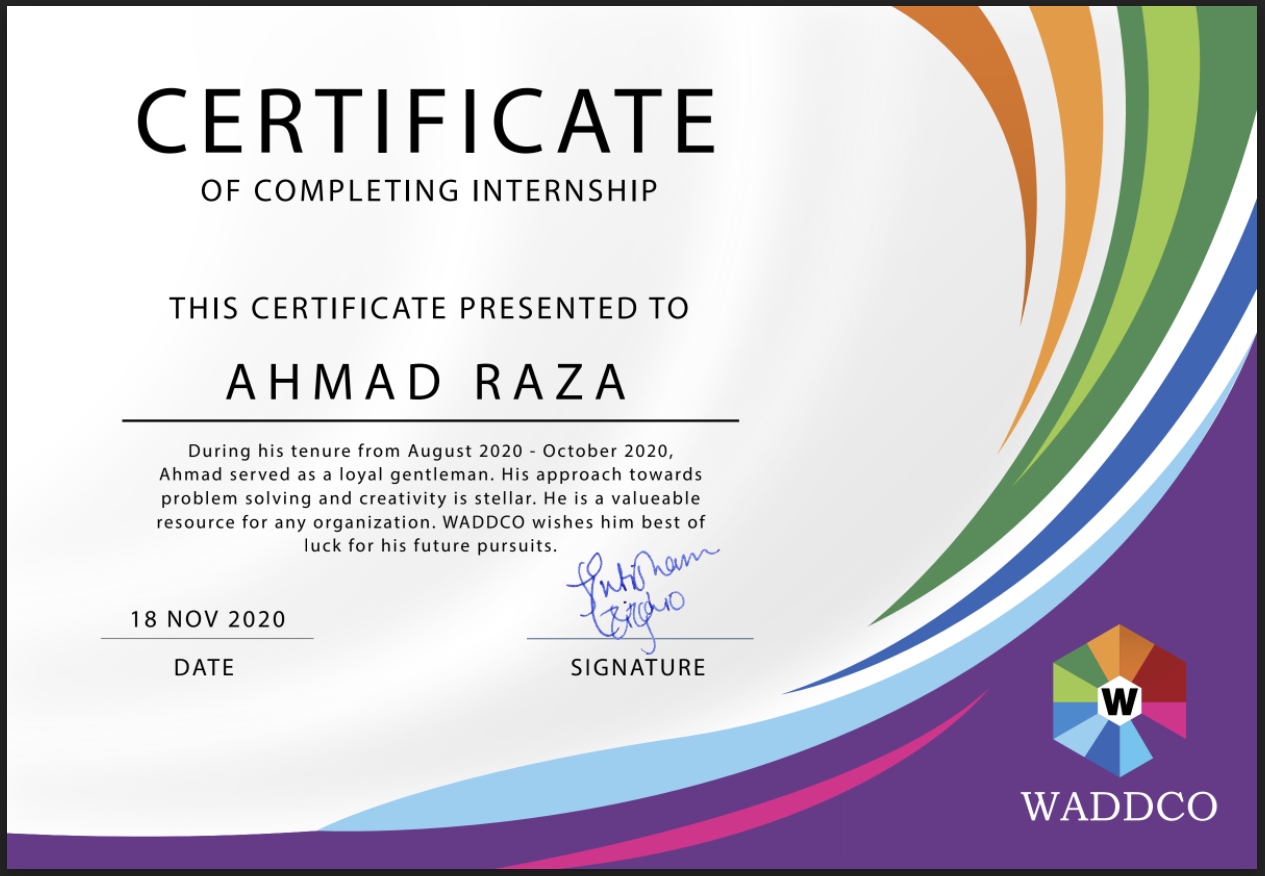 CERTIFICATE
OF COMPLETING INTERNSHIP
THIS CERTIFICATE PRESENTED TO
AHMAD RAZA
During his tenure from August 2020 - October 2020,
Ahmad served as a loyal gentleman. His approach towards
problem solving and creativity is stellar. He is a valueable
resource for any organization. WADDCO wishes him best of
luck for his future pursuits.
18 NOV 2020
DATE
SIGNATURE
W
WADDCO